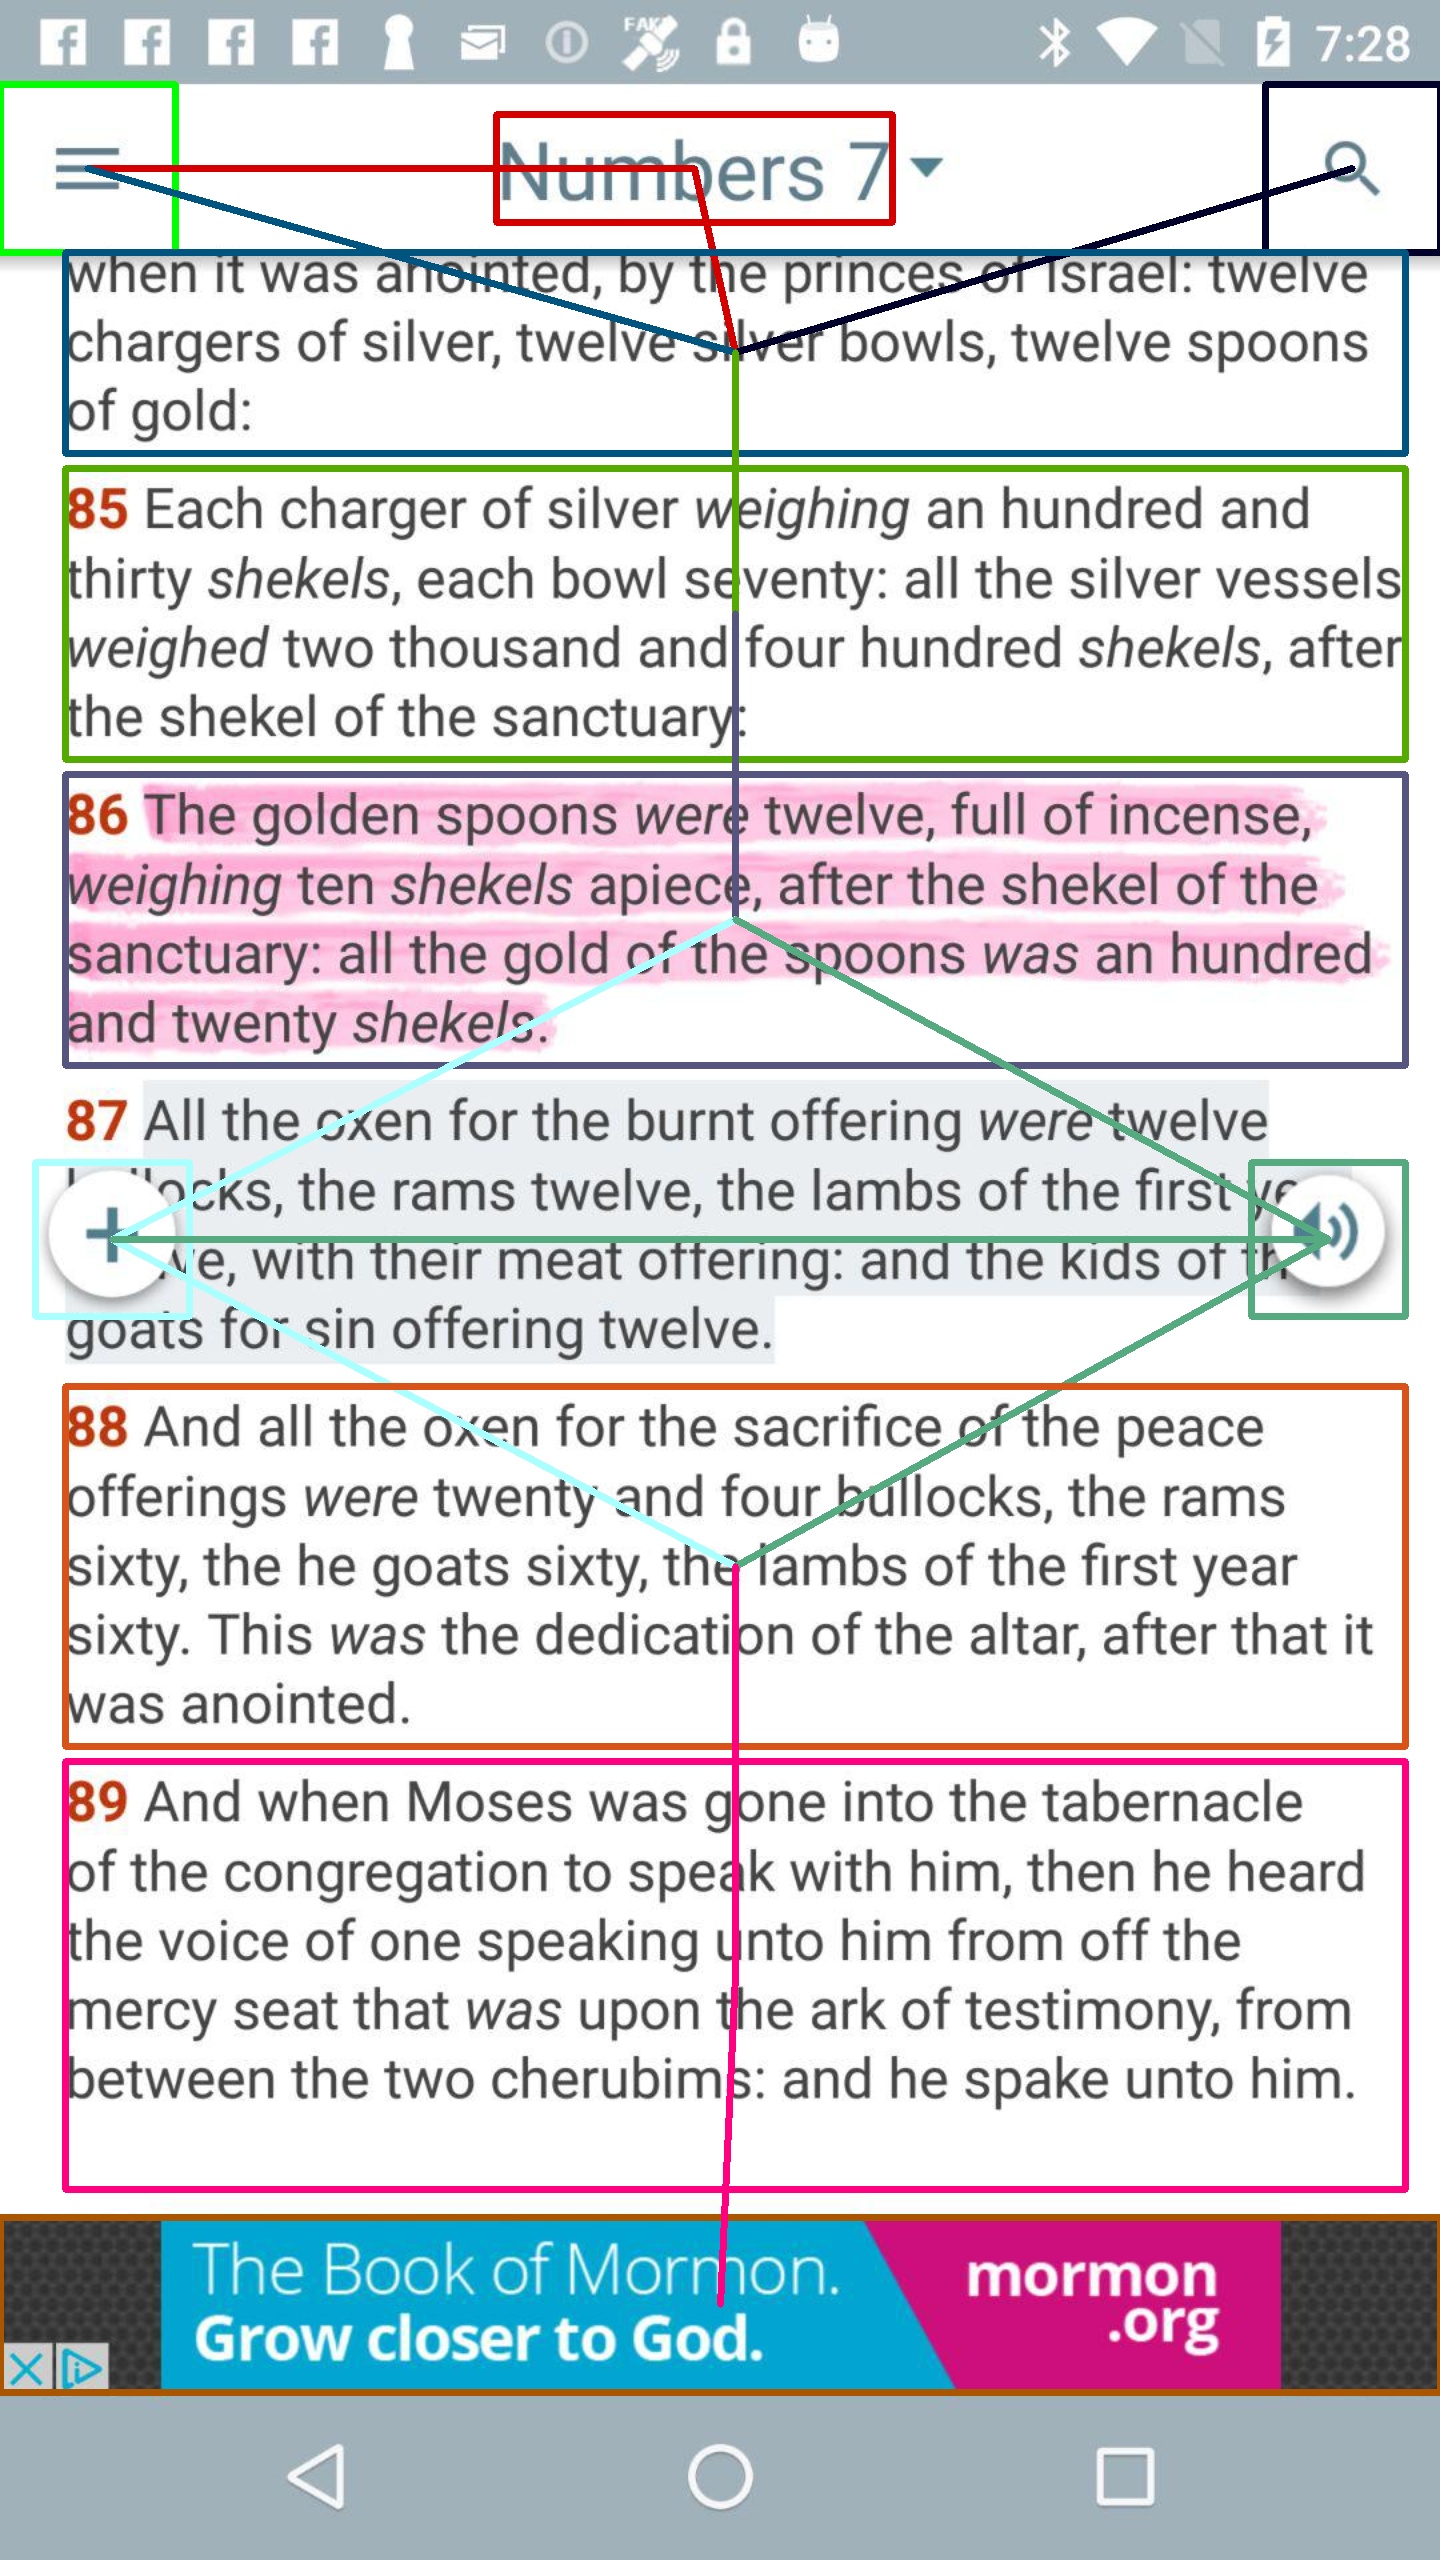 FAKE
7:28
Numbers 7
when it was anointed, by the princes of Israel: twelve
chargers of silver, twelve silver bowls, twelve spoons
of gold:
85 Each charger of silver weighing an hundred and
thirty shekels, each bowl seventy: all the silver vessels
weighed two thousand and four hundred shekels, after
the shekel of the sanctuary:
86 The golden spoons were twelve, full of incense,
weighing ten shekels apiece, after the shekel of the
sanctuary: all the gold of the spoons was an hundred
and twenty shekels.
87 All the oxen for the burnt offering were twelve
the rams twelve, the lambs of the first
with their meat offering: and the kids of
goats for sin offering twelve.
88 And all the oxen for the sacrifice of the peace
offerings were twenty and four bullocks, the rams
sixty, the he goats sixty, the lambs of the first year
sixty. This was the dedication of the altar, after that it
was anointed.
89 And when Moses was gone into the tabernacle
of the congregation to speak with him, then he heard
the voice of one speaking unto him from off the
mercy seat that was upon the ark of testimony, from
between the two cherubims: and he spake unto him.
The Book of Mormon.
Grow closer to God.
mormon
.org